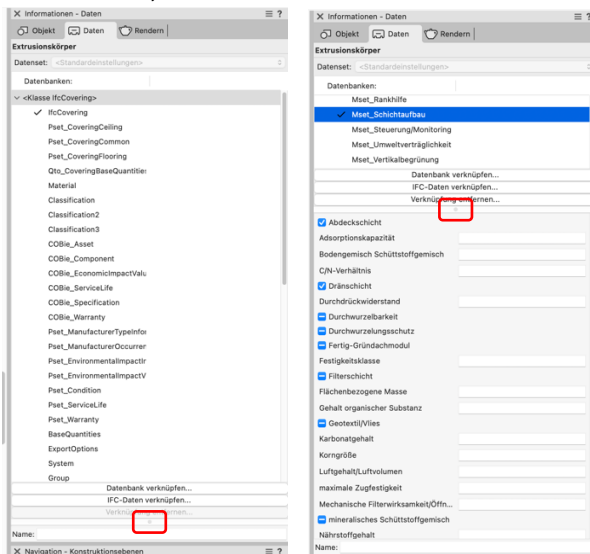 X Informationen - Daten ≡ ?
Objekt Daten Rendern
Extrusionskörper
Datenset: <Standardeinstellungen>
Datenbanken:
<Klasse IfcCovering>
✓ IfcCovering
Pset_CoveringCeiling
Pset_CoveringCommon
Pset_CoveringFlooring
Qto_CoveringBaseQuantities
Material
Classification
Classification2
Classification3
COBie_Asset
COBie_Component
COBie_EconomicImpactValu
COBie_ServiceLife
COBie_Specification
COBie_Warranty
Pset_ManufacturerTypeInfor
Pset_ManufacturerOccurrer
Pset_EnvironmentalImpactIr
Pset_EnvironmentalImpactV
Pset_Condition
Pset_ServiceLife
Pset_Warranty
BaseQuantities
ExportOptions
System
Group
Datenbank verknüpfen...
IFC-Daten verknüpfen...
Verknüpfung entfernen...
Name:
X Navigation - Konstruktionsebenen ≡ ?
X Informationen - Daten ≡ ?
Objekt Daten Rendern
Extrusionskörper
Datenset: <Standardeinstellungen>
Datenbanken:
Mset_Rankhilfe
✓ Mset_Schichtaufbau
Mset_Steuerung/Monitoring
Mset_Umweltverträglichkeit
Mset_Vertikalbegrünung
Datenbank verknüpfen...
IFC-Daten verknüpfen...
Verknüpfung entfernen...
Abdeckschicht
Adsorptionskapazität
Bodengemisch Schüttstoffgemisch
C/N-Verhältnis
Dränschicht
Durchdrückwiderstand
Durchwurzelbarkeit
Durchwurzelungsschutz
Fertig-Gründachmodul
Festigkeitsklasse
Filterschicht
Flächenbezogene Masse
Gehalt organischer Substanz
Geotextil/Vlies
Karbonatgehalt
Korngröße
Luftgehalt/Luftvolumen
maximale Zugfestigkeit
Mechanische Filterwirksamkeit/Öffn...
mineralisches Schüttstoffgemisch
Nährstoffgehalt
Name: